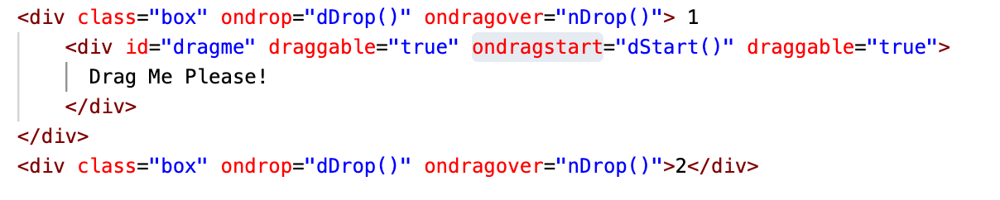 <div class="box" ondrop="dDrop()" ondragover="nDrop()"> 1
<div id="dragme" draggable="true" ondragstart="dStart()" draggable="true">
Drag Me Please!
</div>
</div>
<div class="box" ondrop="dDrop()" ondragover="nDrop()">2</div>